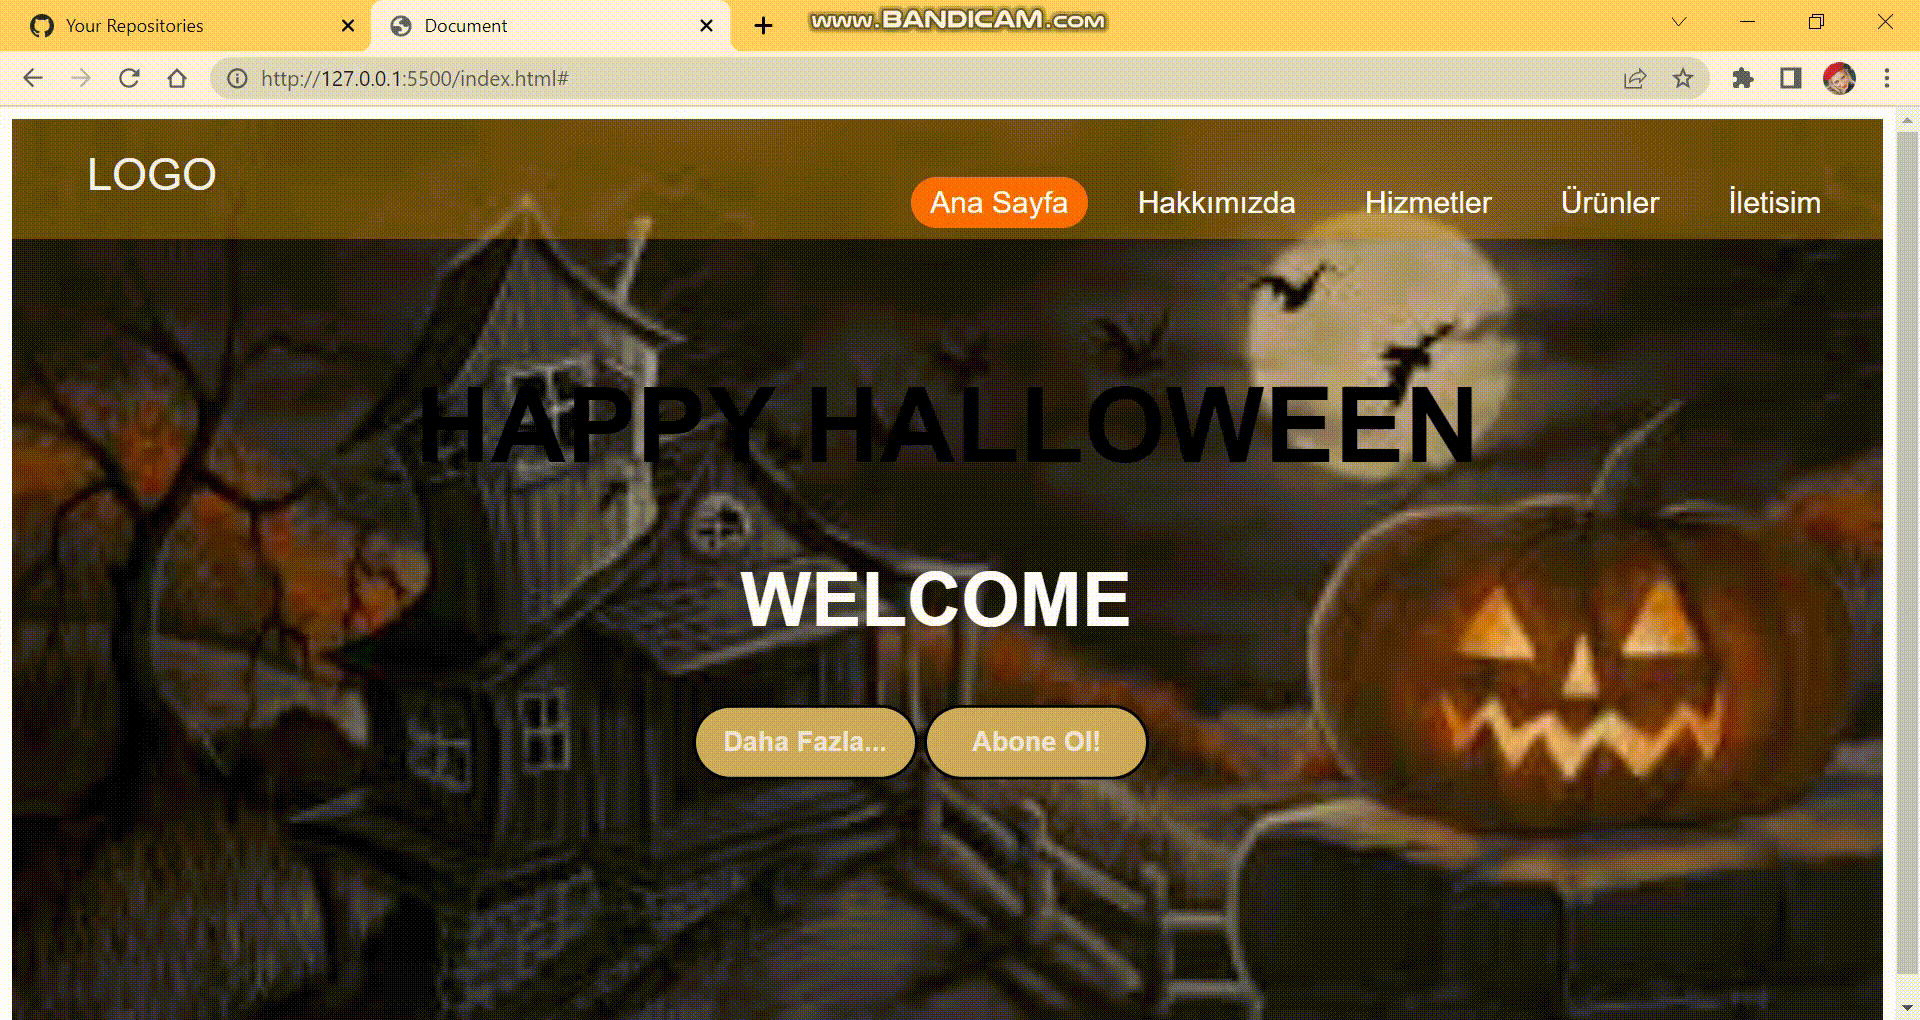 Your Repositories
Document
www.BANDICAM.com
http://127.0.0.1:5500/index.html#
LOGO
Ana Sayfa
Hakkımızda
Hizmetler
Ürünler
İletisim
HAPPY HALLOWEEN
WELCOME
Daha Fazla...
Abone Ol!